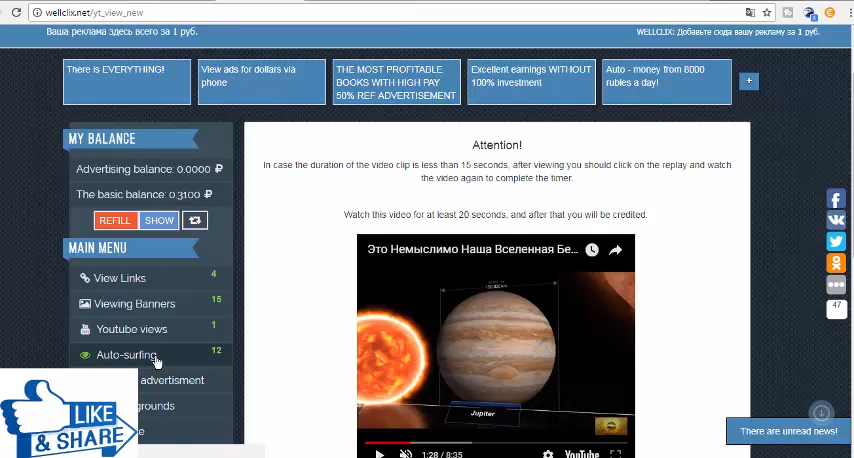 wellclix.net/yt_view_new
Ваша реклама здесь всего за 1 руб.
WELLCLIX: Добавьте сюда вашу рекламу за 1 руб.
There is EVERYTHING!
View ads for dollars via
phone
THE MOST PROFITABLE
BOOKS WITH HIGH PAY
50% REF ADVERTISEMENT
Excellent earnings WITHOUT
100% investment
Auto - money from 6000
rubles a day!
+
MY BALANCE
Advertising balance: 0.0000 ₽
The basic balance: 0.3100 ₽
REFILL SHOW
MAIN MENU
View Links 4
Viewing Banners 15
Youtube views 1
Auto-surfing 12
advertisment
grounds
Attention!
In case the duration of the video clip is less than 15 seconds, after viewing you should click on the replay and watch
the video again to complete the timer.
Watch this video for at least 20 seconds, and after that you will be credited.
Это Немыслимо Наша Вселенная Бе...
Jupiter
1:28 / 8:35
YouTube
47
There are unread news!
LIKE
& SHARE